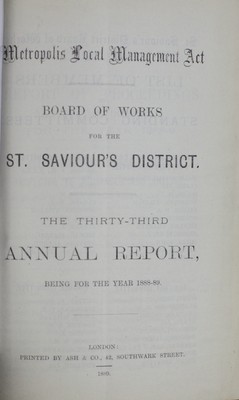 Metropolis Local Management Act
BOARD OF WORKS
FOR THE
ST. SAVIOUR'S DISTRICT.
THE THIRTY-THIRD
ANNUAL REPORT,
BEING FOR THE YEAR 1888-89.
LONDON:
PRINTED BY ASH & CO., 42, SOUTHWARK STREET.
1889.